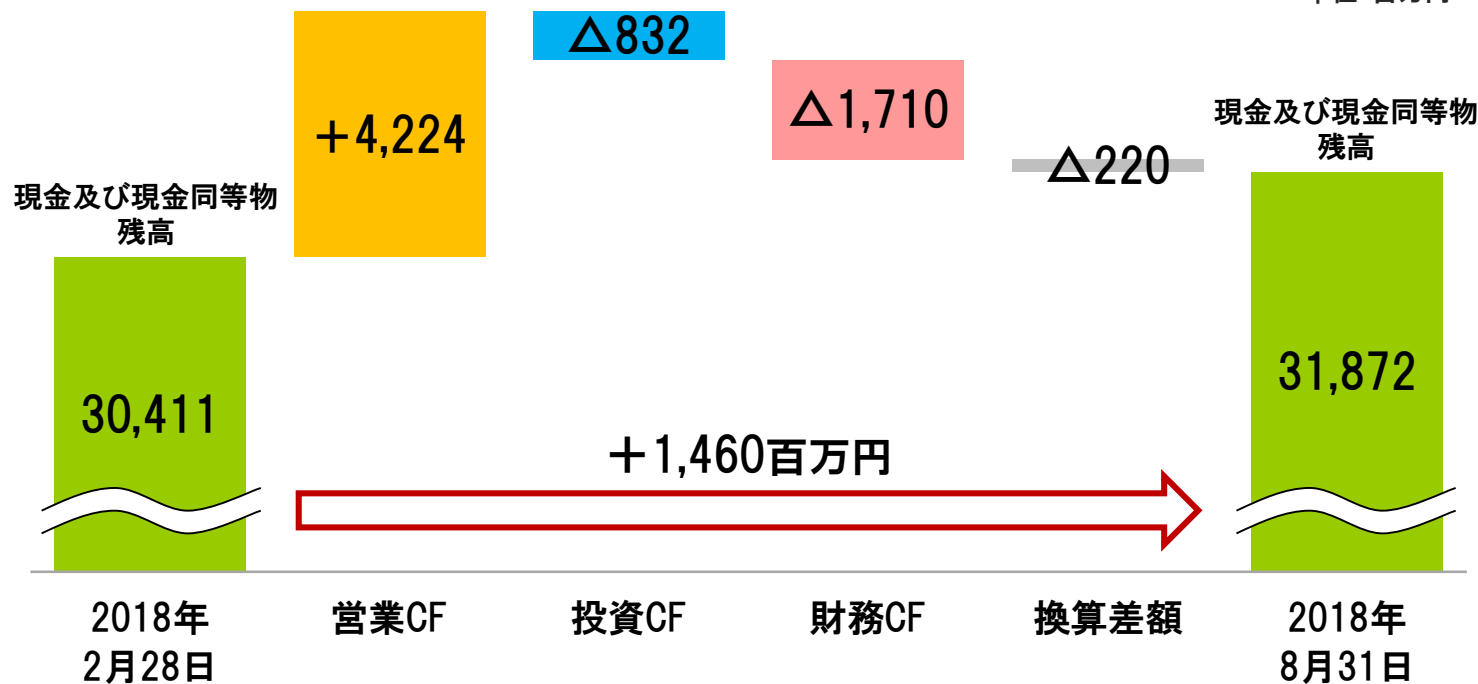 +4,224
△832
△1,710
△220
現金及び現金同等物
残高
30,411
現金及び現金同等物
残高
31,872
+1,460百万円
2018年
2月28日
営業CF
投資CF
財務CF
換算差額
2018年
8月31日